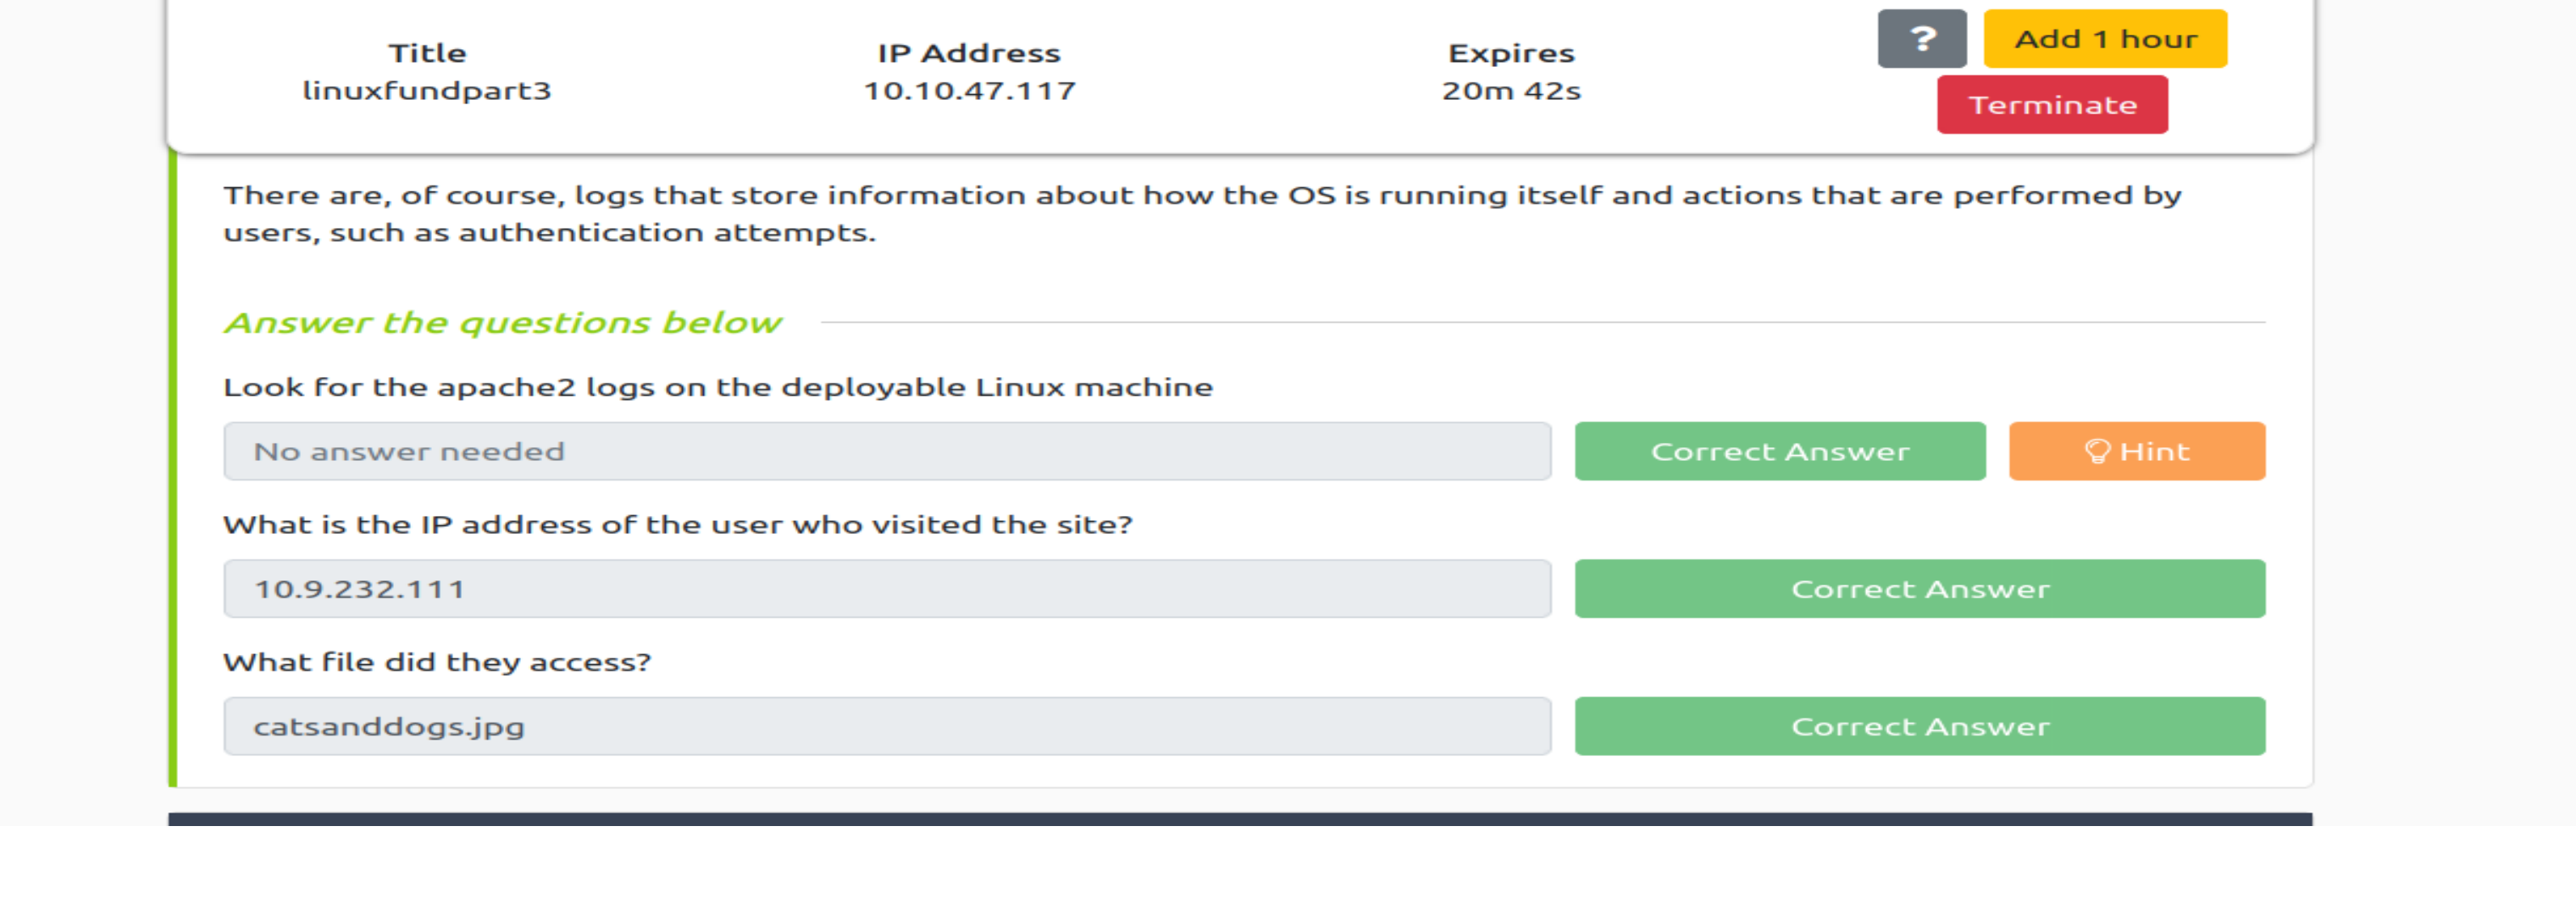 Title
linuxfundpart3
IP Address
10.10.47.117
Expires
20m 42s
?
Add 1 hour
Terminate
There are, of course, logs that store information about how the OS is running itself and actions that are performed by
users, such as authentication attempts.
Answer the questions below
Look for the apache2 logs on the deployable Linux machine
No answer needed
Correct Answer
Hint
What is the IP address of the user who visited the site?
10.9.232.111
Correct Answer
What file did they access?
catsanddogs.jpg
Correct Answer